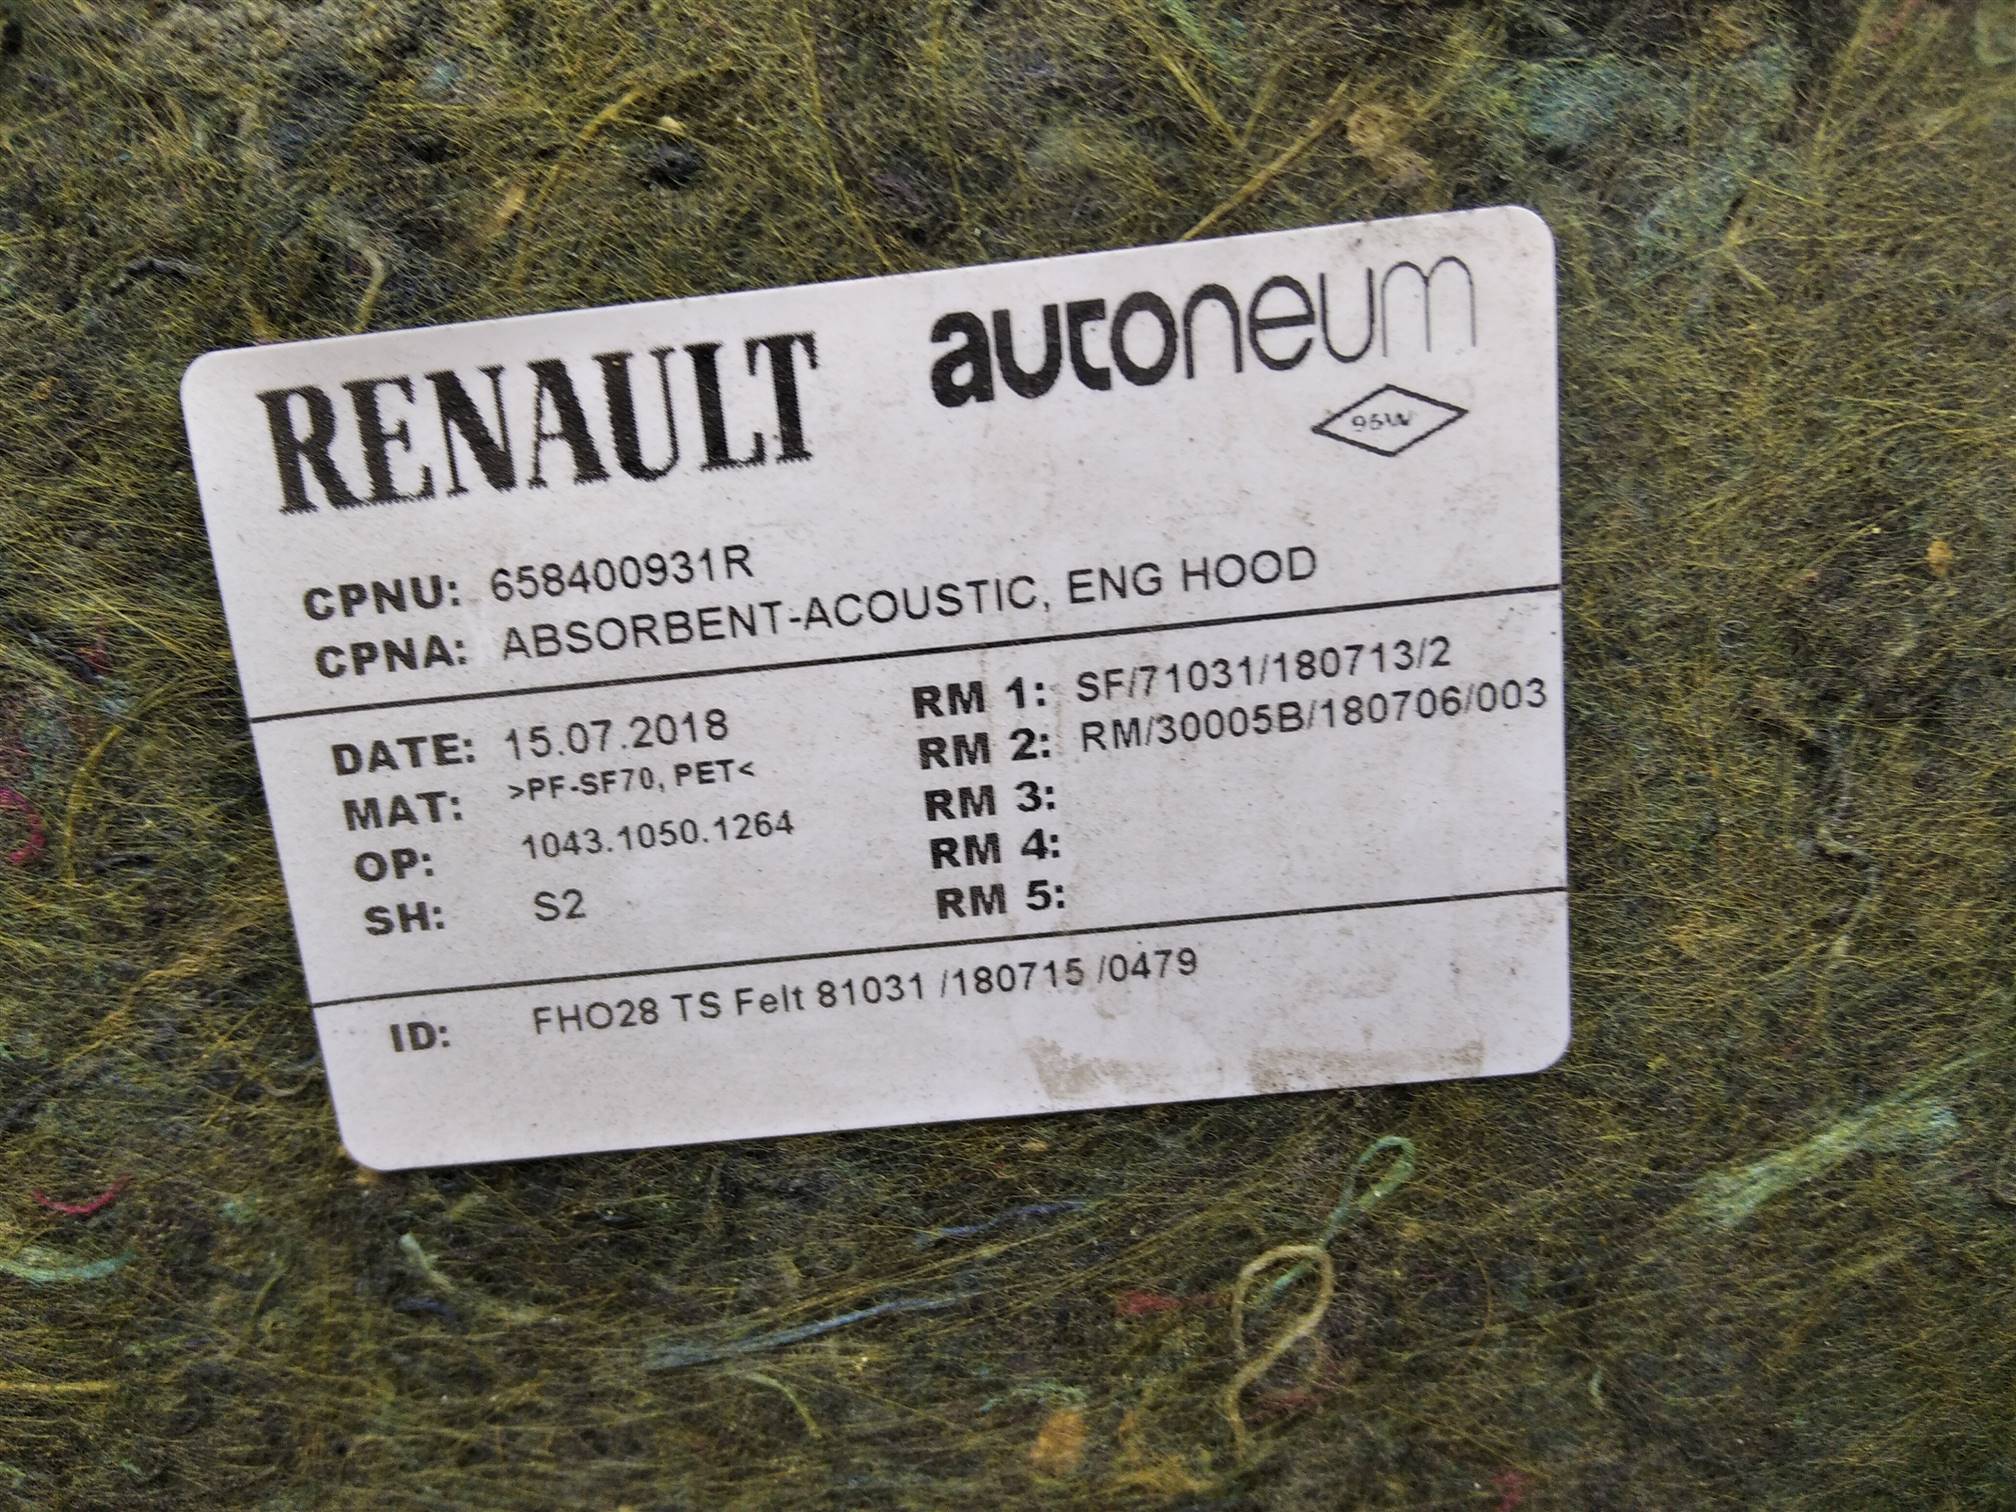 RENAULT autoneum
95W
CPNU: 658400931R
CPNA: ABSORBENT-ACOUSTIC, ENG HOOD
DATE: 15.07.2018 RM 1: SF/71031/180713/2
MAT: >PF-SF70, PET< RM 2: RM/30005B/180706/003
OP: 1043.1050.1264 RM 3:
SH: S2 RM 4:
RM 5:
ID: FHO28 TS Felt 81031 /180715 /0479